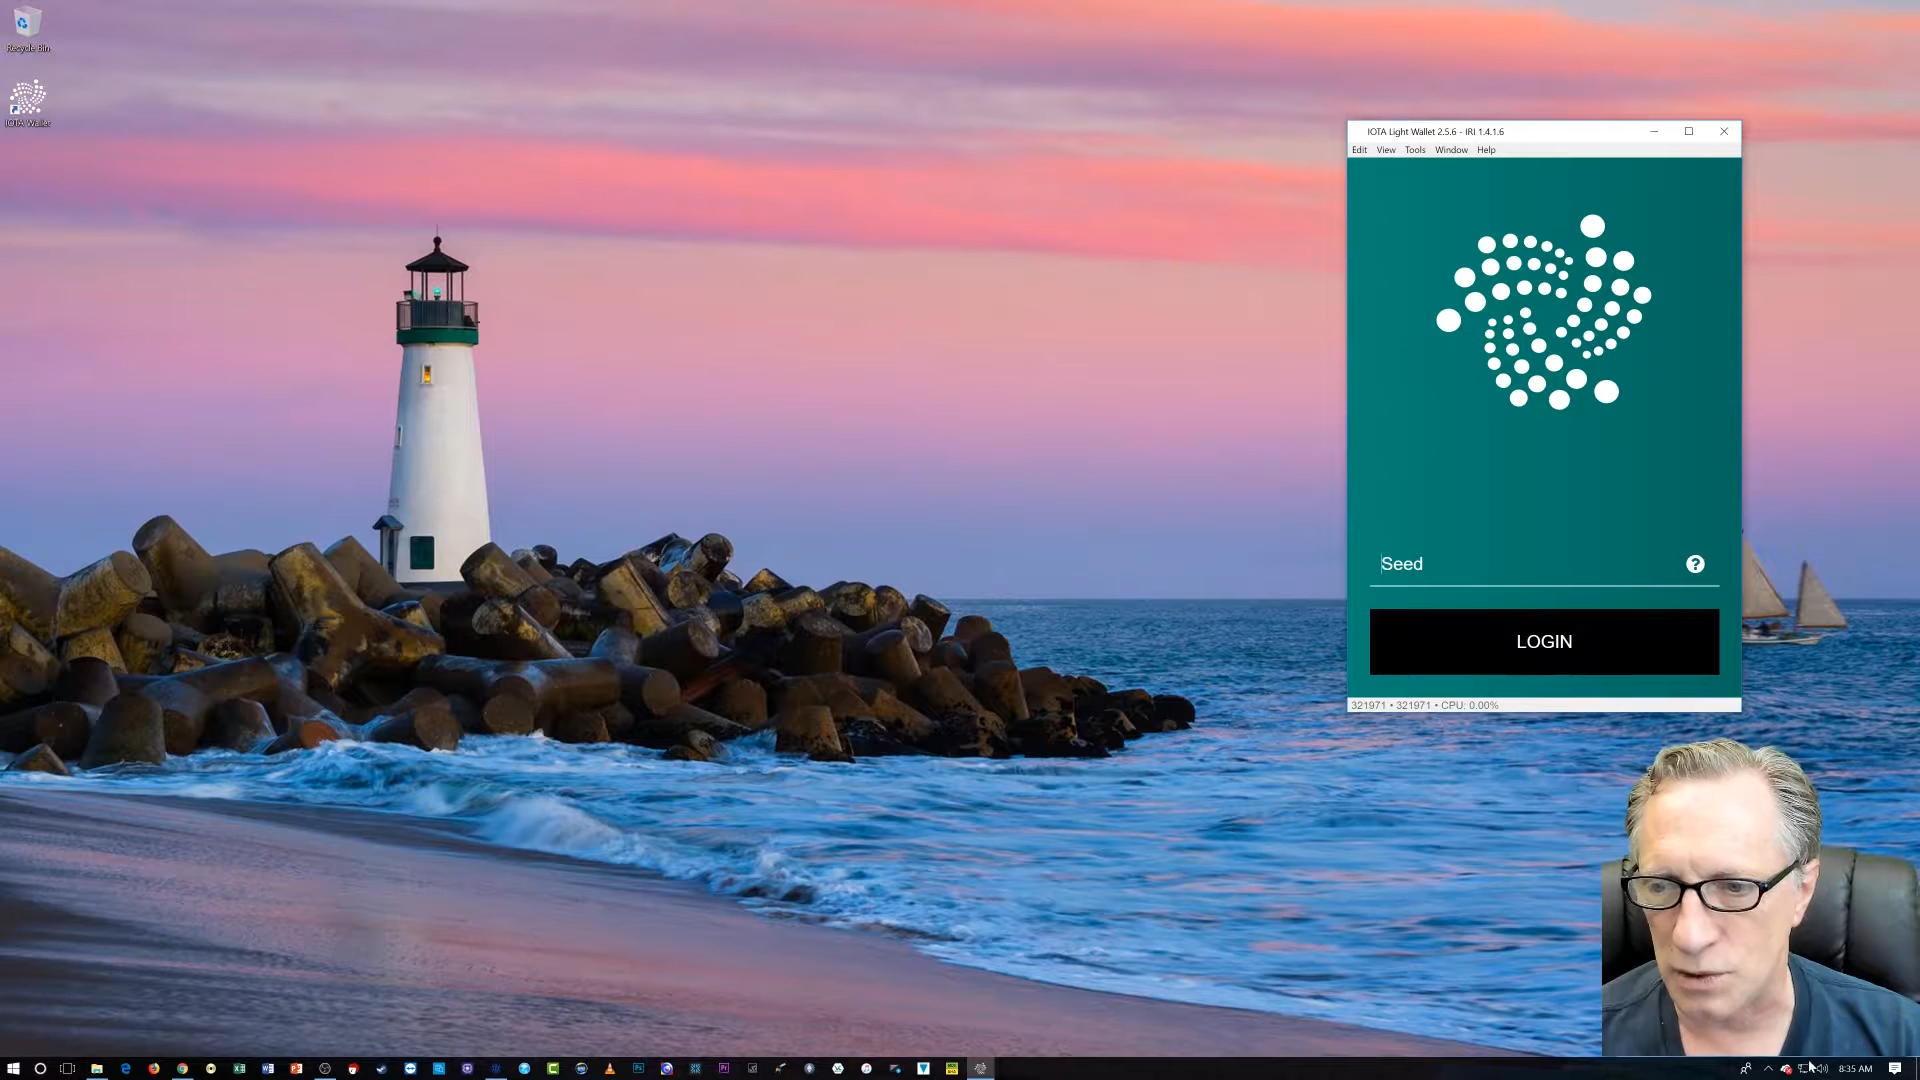 Recycle Bin
IOTA Wallet
IOTA Light Wallet 2.5.6 - IRI 1.4.1.6
Edit View Tools Window Help
Seed
?
LOGIN
321971 • 321971 • CPU: 0.00%
8:35 AM